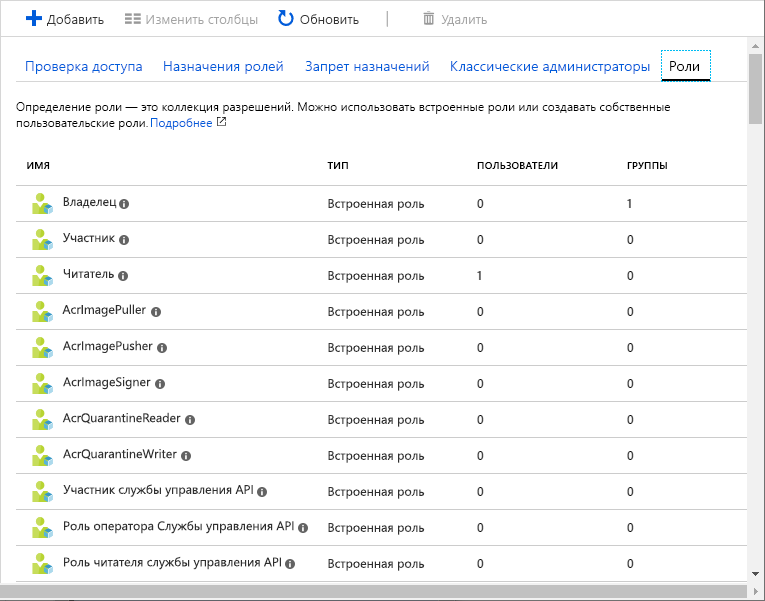 Добавить Изменить столбцы Обновить Удалить
Проверка доступа Назначения ролей Запрет назначений Классические администраторы Роли
Определение роли — это коллекция разрешений. Можно использовать встроенные роли или создавать собственные
пользовательские роли. Подробнее
ИМЯ ТИП ПОЛЬЗОВАТЕЛИ ГРУППЫ
Владелец Встроенная роль 0 1
Участник Встроенная роль 0 0
Читатель Встроенная роль 1 0
AcrImagePuller Встроенная роль 0 0
AcrImagePusher Встроенная роль 0 0
AcrImageSigner Встроенная роль 0 0
AcrQuarantineReader Встроенная роль 0 0
AcrQuarantineWriter Встроенная роль 0 0
Участник службы управления API Встроенная роль 0 0
Роль оператора Службы управления API Встроенная роль 0 0
Роль читателя службы управления API Встроенная роль 0 0